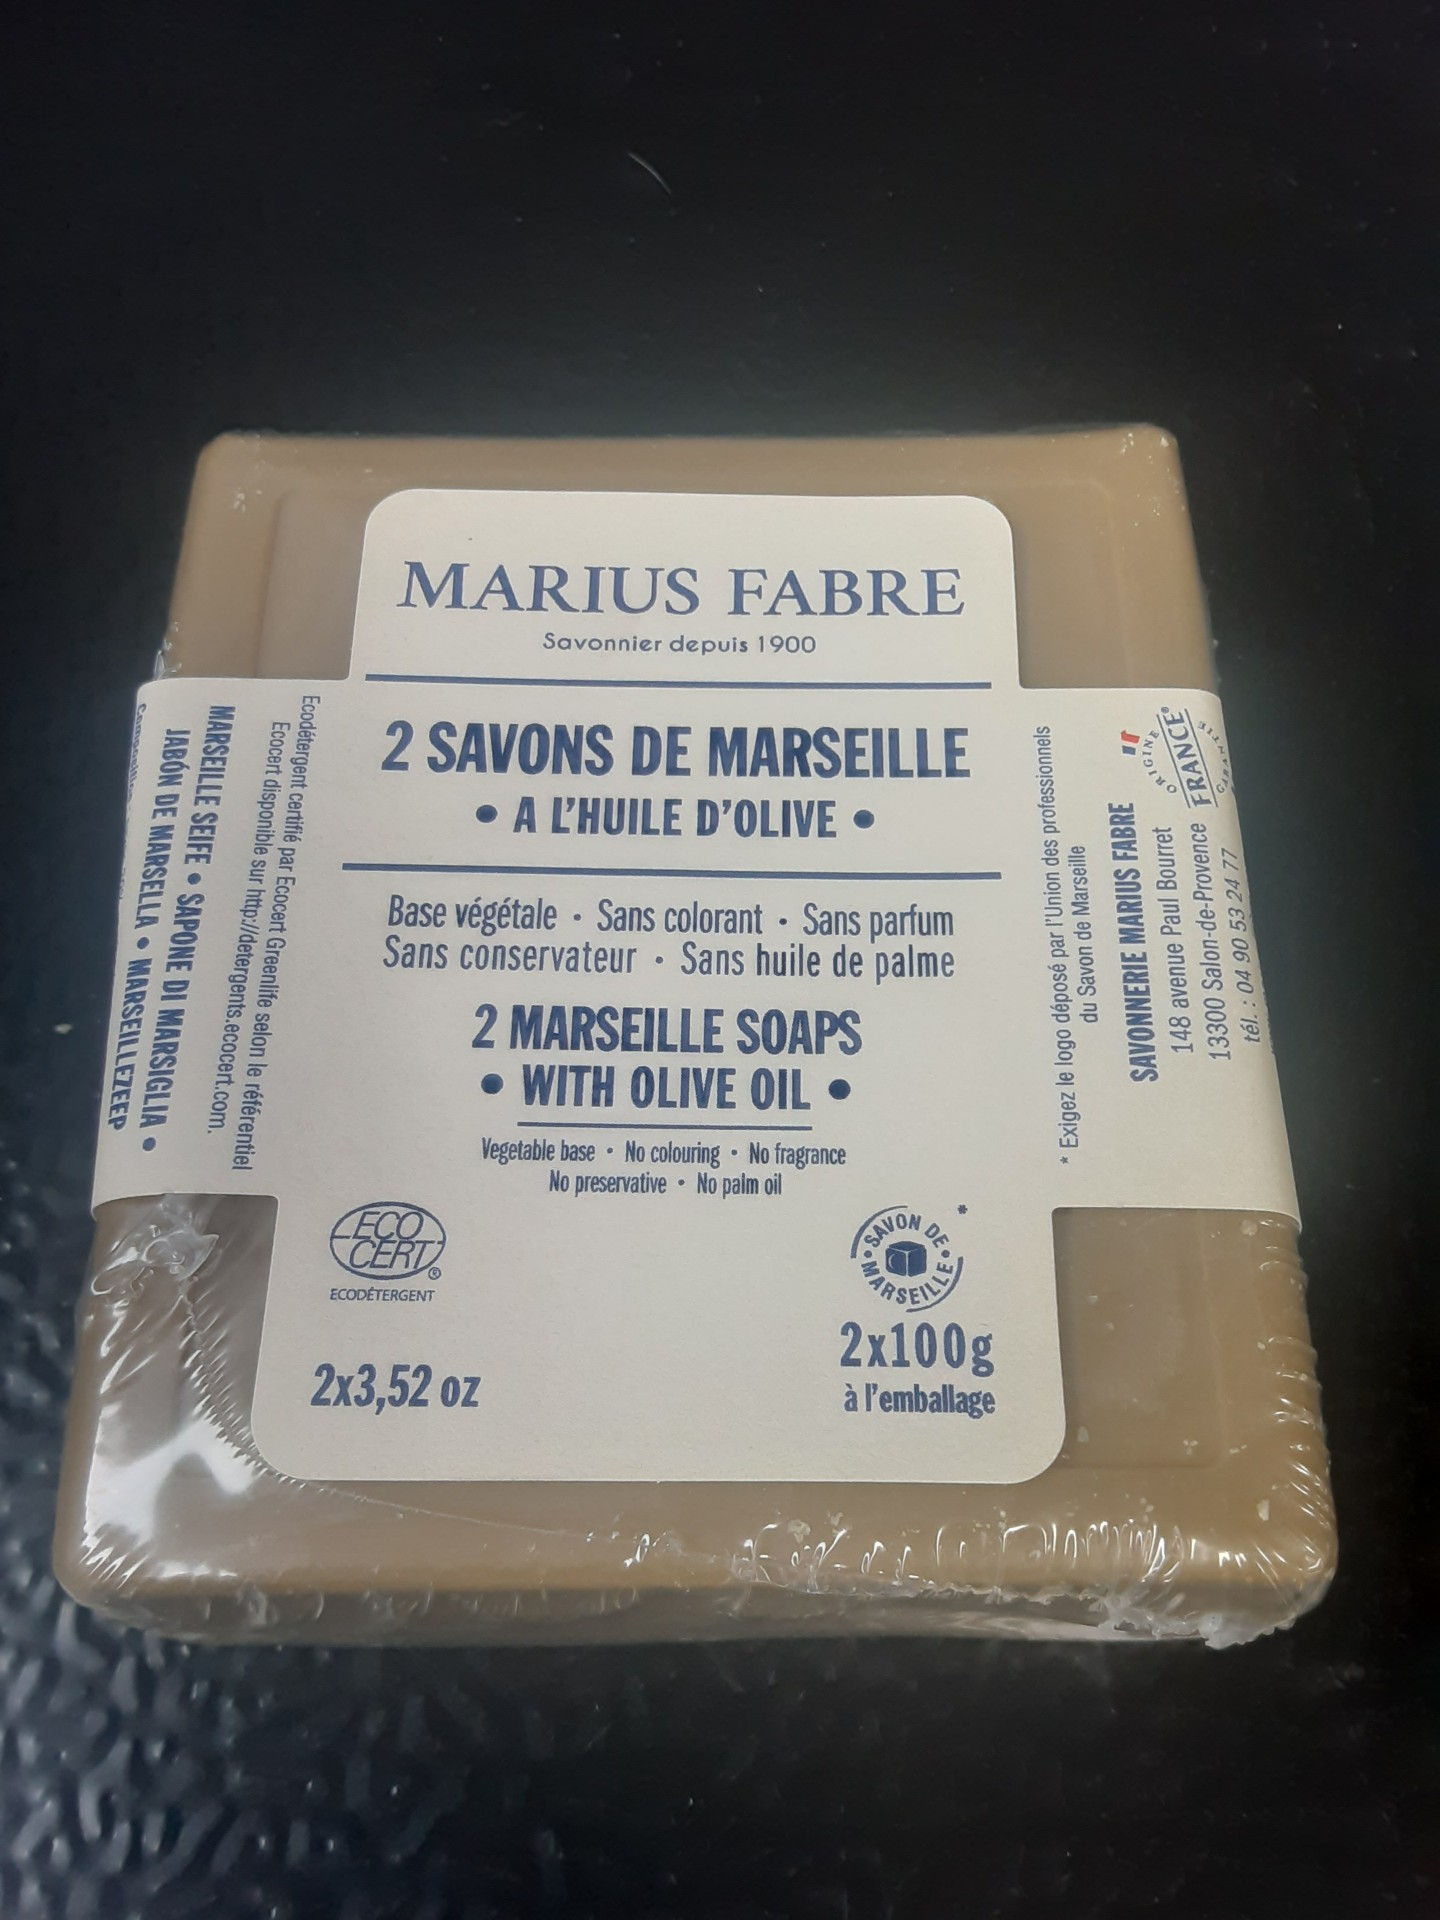 MARIUS FABRE
Savonnier depuis 1900
2 SAVONS DE MARSEILLE
• A L'HUILE D'OLIVE •
Base végétale • Sans colorant • Sans parfum
Sans conservateur • Sans huile de palme
2 MARSEILLE SOAPS
• WITH OLIVE OIL •
Vegetable base • No colouring • No fragrance
No preservative • No palm oil
ECO
CERT®
ECODÉTERGENT
SAVON DE
• MARSEILLE •
*
2x3,52 oz
2x100g
à l'emballage
Ecodétergent certifié par Ecocert Greenlife selon le référentiel
Ecocert disponible sur http://detergents.ecocert.com.
MARSEILLE SEIFE • SAPONE DI MARSIGLIA •
JABÓN DE MARSELLA • MARSEILLEZEEP
* Exigez le logo déposé par l'Union des professionnels
du Savon de Marseille
SAVONNERIE MARIUS FABRE
148 avenue Paul Bourret
13300 Salon-de-Provence
tél. : 04 90 53 24 77
ORIGINE
FRANCE®
GARANTIE